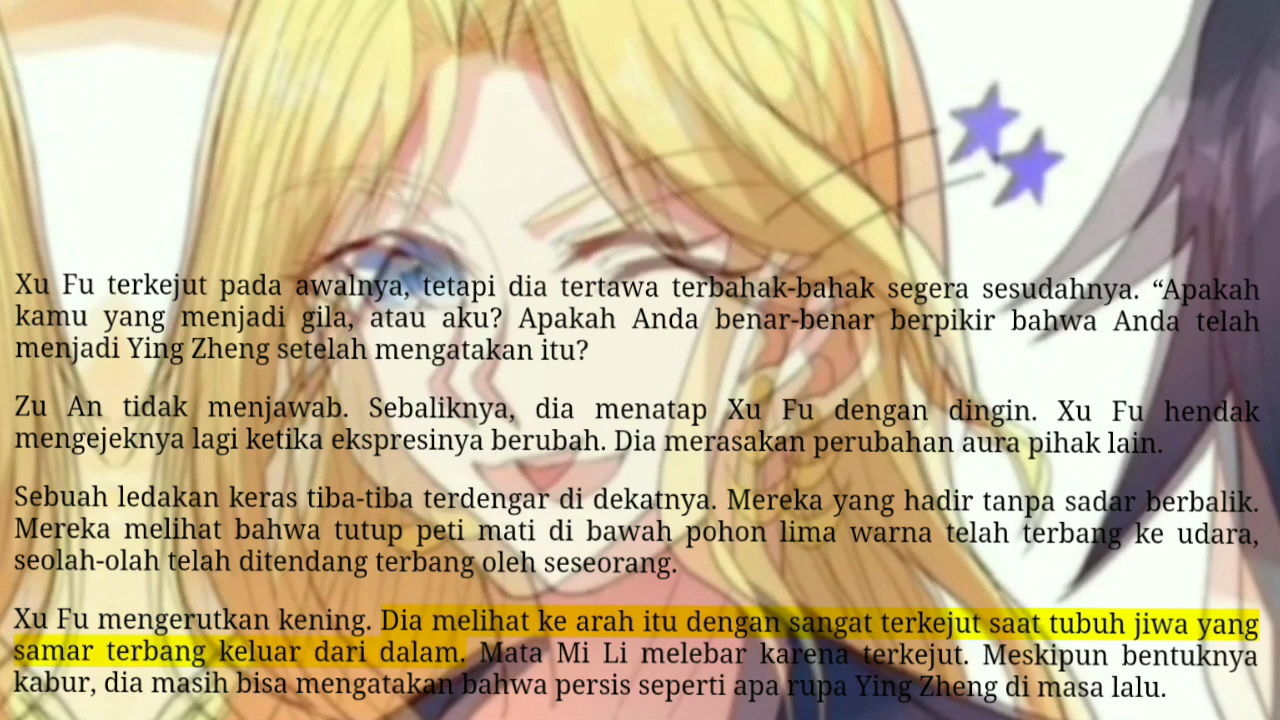 Xu Fu terkejut pada awalnya, tetapi dia tertawa terbahak-bahak segera sesudahnya. “Apakah
kamu yang menjadi gila, atau aku? Apakah Anda benar-benar berpikir bahwa Anda telah
menjadi Ying Zheng setelah mengatakan itu?
Zu An tidak menjawab. Sebaliknya, dia menatap Xu Fu dengan dingin. Xu Fu hendak
mengejeknya lagi ketika ekspresinya berubah. Dia merasakan perubahan aura pihak lain.
Sebuah ledakan keras tiba-tiba terdengar di dekatnya. Mereka yang hadir tanpa sadar berbalik.
Mereka melihat bahwa tutup peti mati di bawah pohon lima warna telah terbang ke udara,
seolah-olah telah ditendang terbang oleh seseorang.
Xu Fu mengerutkan kening. Dia melihat ke arah itu dengan sangat terkejut saat tubuh jiwa yang
samar terbang keluar dari dalam. Mata Mi Li melebar karena terkejut. Meskipun bentuknya
kabur, dia masih bisa mengatakan bahwa persis seperti apa rupa Ying Zheng di masa lalu.